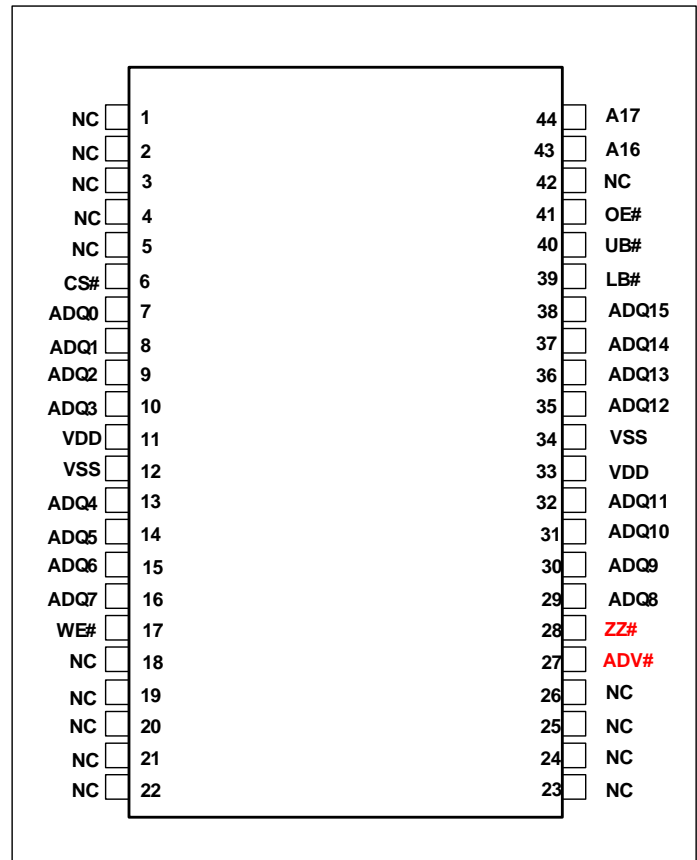 NC 1 44 A17
NC 2 43 A16
NC 3 42 NC
NC 4 41 OE#
NC 5 40 UB#
CS# 6 39 LB#
ADQ0 7 38 ADQ15
ADQ1 8 37 ADQ14
ADQ2 9 36 ADQ13
ADQ3 10 35 ADQ12
VDD 11 34 VSS
VSS 12 33 VDD
ADQ4 13 32 ADQ11
ADQ5 14 31 ADQ10
ADQ6 15 30 ADQ9
ADQ7 16 29 ADQ8
WE# 17 28 ZZ#
NC 18 27 ADV#
NC 19 26 NC
NC 20 25 NC
NC 21 24 NC
NC 22 23 NC